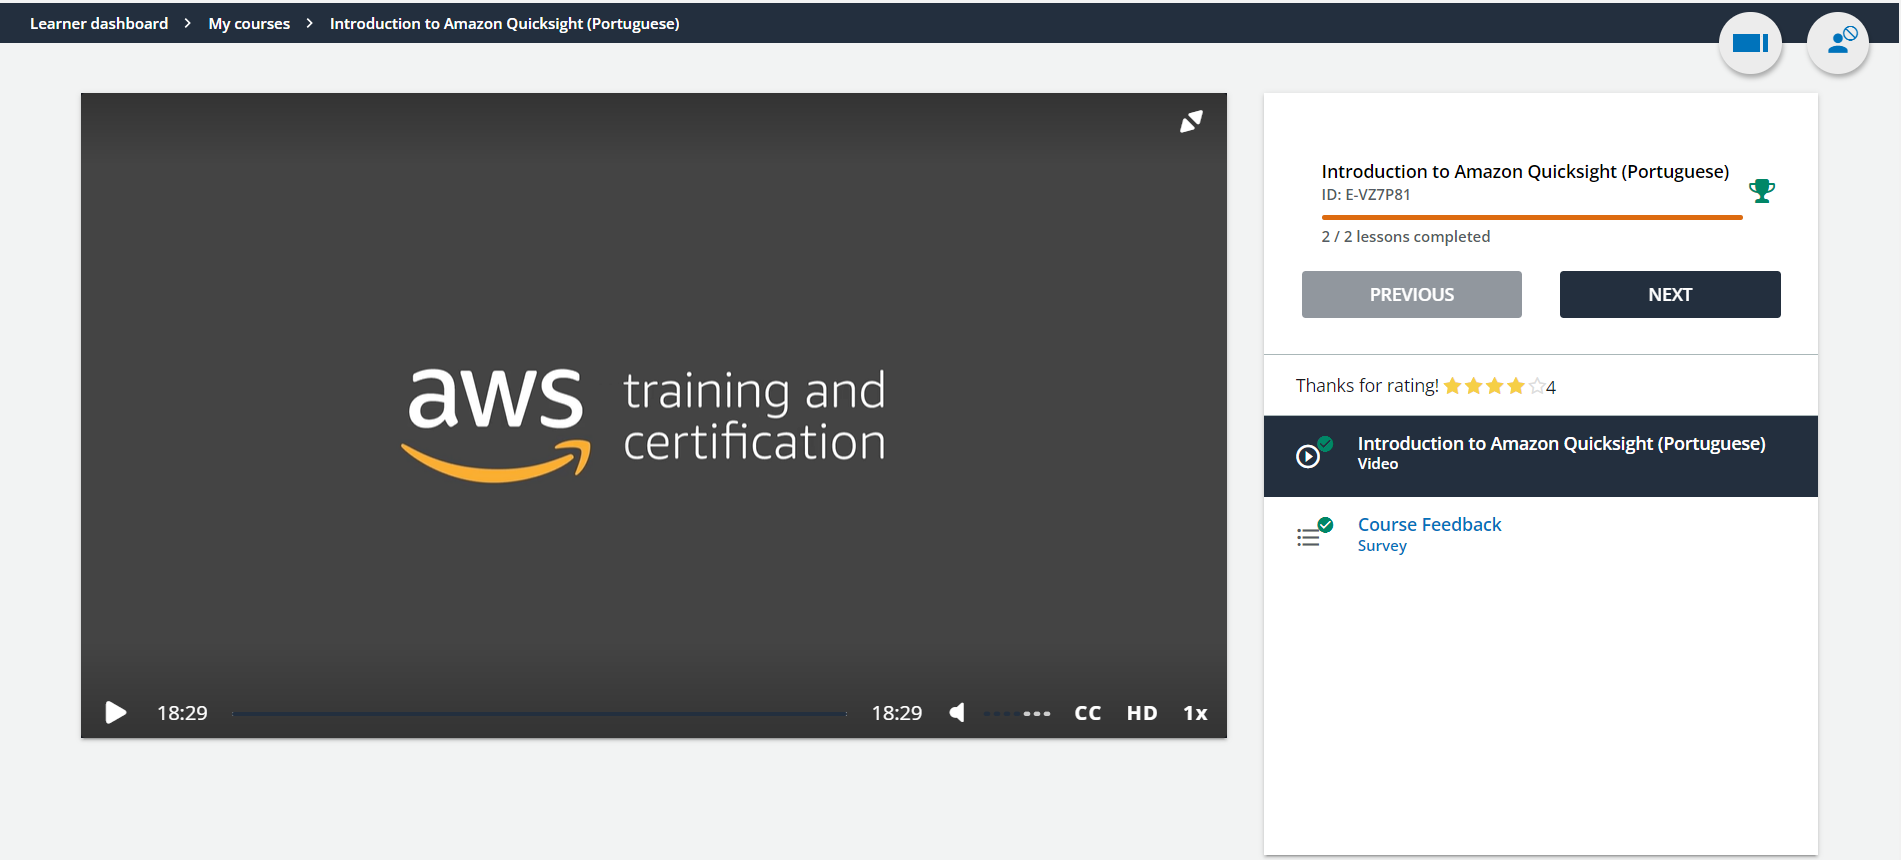 Learner dashboard > My courses > Introduction to Amazon Quicksight (Portuguese)
aws training and
certification
18:29 18:29 CC HD 1x
Introduction to Amazon Quicksight (Portuguese)
ID: E-VZ7P81
2 / 2 lessons completed
PREVIOUS NEXT
Thanks for rating! 4
Introduction to Amazon Quicksight (Portuguese)
Video
Course Feedback
Survey